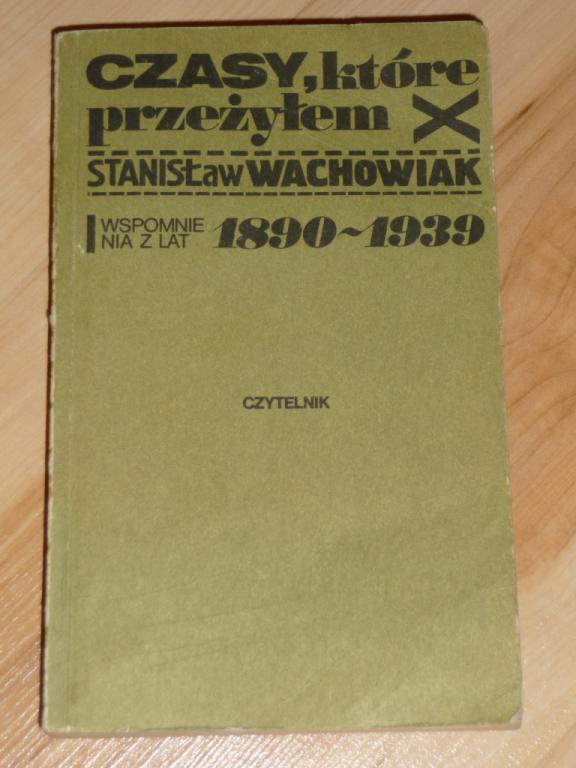 CZASY, które
przeżyłem X
STANISŁaw WACHOWIAK
WSPOMNIE
NIA Z LAT 1890~1939
CZYTELNIK